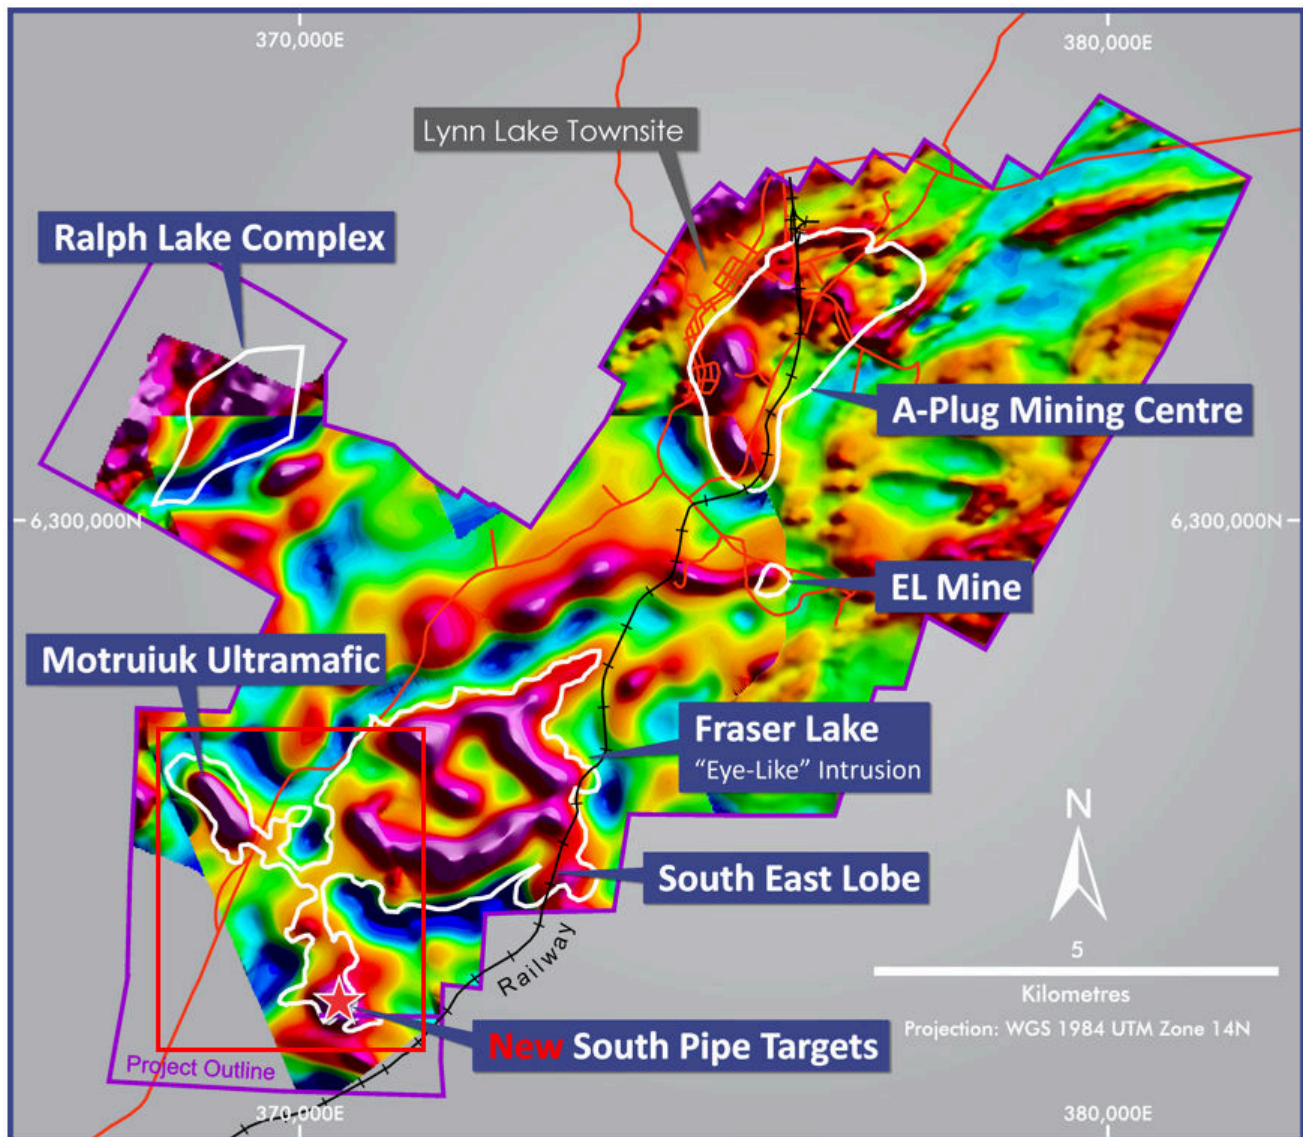 370,000E
380,000E
Lynn Lake Townsite
Ralph Lake Complex
A-Plug Mining Centre
6,300,000N
6,300,000N
EL Mine
Motruiuk Ultramafic
Fraser Lake
"Eye-Like" Intrusion
N
South East Lobe
5
Kilometres
Projection: WGS 1984 UTM Zone 14N
Railway
New South Pipe Targets
Project Outline
370,000E
380,000E